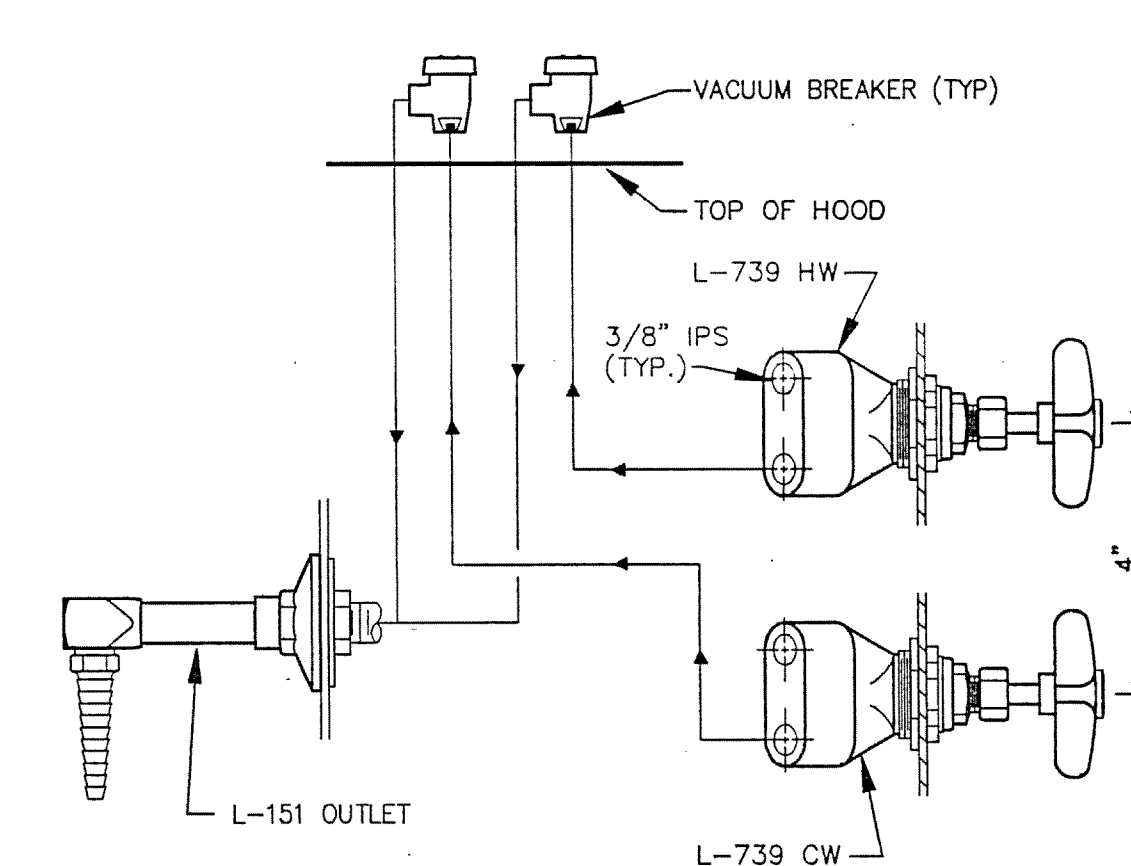 VACUUM BREAKER (TYP)
TOP OF HOOD
L-739 HW
3/8" IPS
(TYP.)
4"
L-151 OUTLET
L-739 CW